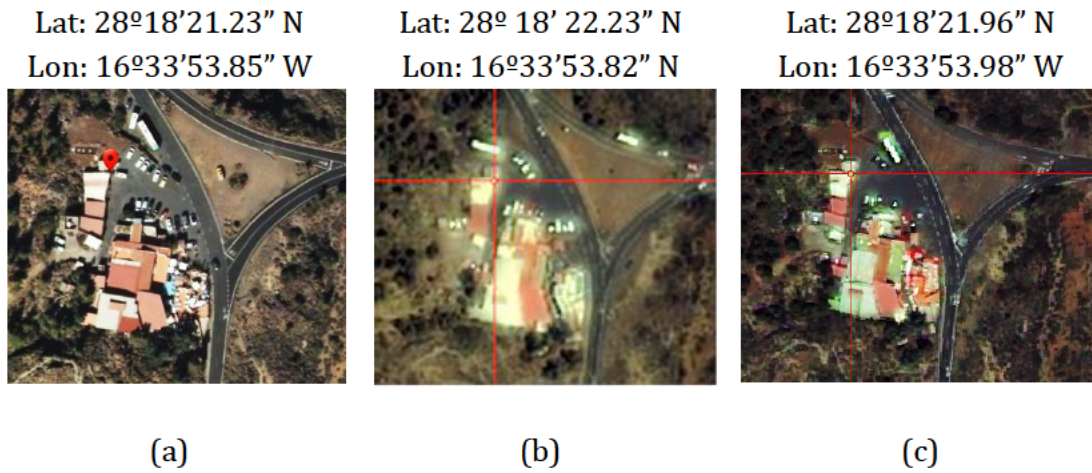 Lat: 28º18’21.23” N
Lon: 16º33’53.85” W
Lat: 28º 18’ 22.23” N
Lon: 16º33’53.82” N
Lat: 28º18’21.96” N
Lon: 16º33’53.98” W
(a)
(b)
(c)